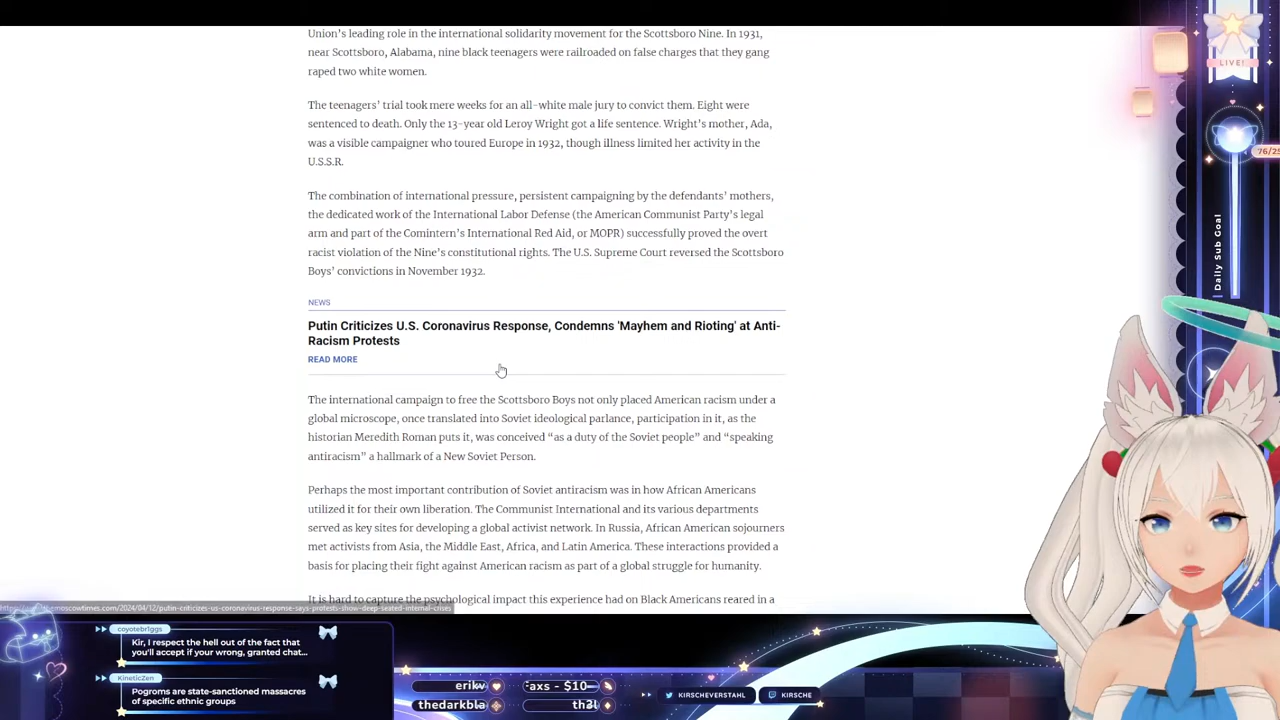 Union's leading role in the international solidarity movement for the Scottsboro Nine. In 1931,
near Scottsboro, Alabama, nine black teenagers were railroaded on false charges that they gang
raped two white women.
The teenagers' trial took mere weeks for an all-white male jury to convict them. Eight were
sentenced to death. Only the 13-year old Leroy Wright got a life sentence. Wright's mother, Ada,
was a visible campaigner who toured Europe in 1932, though illness limited her activity in the
U.S.S.R.
The combination of international pressure, persistent campaigning by the defendants' mothers,
the dedicated work of the International Labor Defense (the American Communist Party's legal
arm and part of the Comintern's International Red Aid, or MOPR) successfully proved the overt
racist violation of the Nine's constitutional rights. The U.S. Supreme Court reversed the Scottsboro
Boys' convictions in November 1932.
NEWS
Putin Criticizes U.S. Coronavirus Response, Condemns 'Mayhem and Rioting' at Anti-
Racism Protests
READ MORE
The international campaign to free the Scottsboro Boys not only placed American racism under a
global microscope, once translated into Soviet ideological parlance, participation in it, as the
historian Meredith Roman puts it, was conceived “as a duty of the Soviet people” and “speaking
antiracism” a hallmark of a New Soviet Person.
Perhaps the most important contribution of Soviet antiracism was in how African Americans
utilized it for their own liberation. The Communist International and its various departments
served as key sites for developing a global activist network. In Russia, African American sojourners
met activists from Asia, the Middle East, Africa, and Latin America. These interactions provided a
basis for placing their fight against American racism as part of a global struggle for humanity.
It is hard to capture the psychological impact this experience had on Black Americans reared in a
LIVE!
76/25
Daily Sub Goal
coyotebr1ggs
Kir, I respect the hell out of the fact that
you'll accept if your wrong, granted chat...
KineticZen
Pogroms are state-sanctioned massacres
of specific ethnic groups
erikv
-axs - $10
thedarkbla
th3l
KIRSCHEVERSTAHL
KIRSCHE